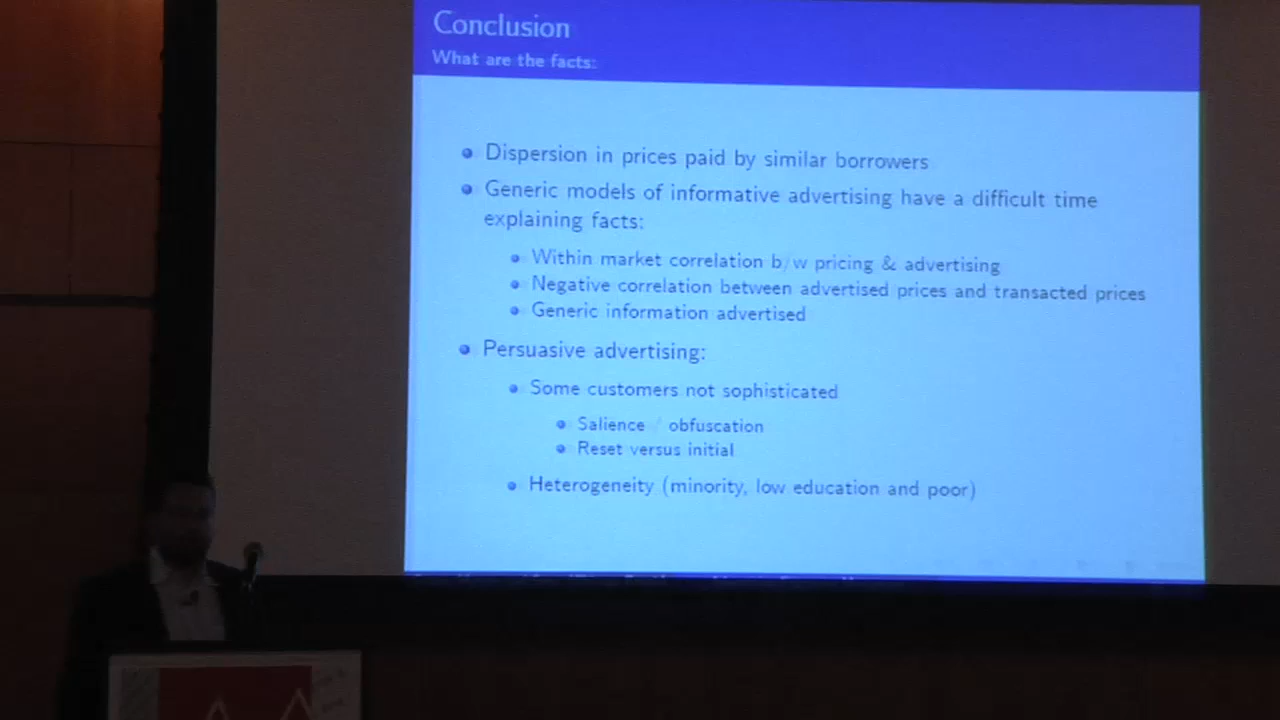 Conclusion
What are the facts:
Dispersion in prices paid by similar borrowers
Generic models of informative advertising have a difficult time
explaining facts:
Within market correlation b/w pricing & advertising
Negative correlation between advertised prices and transacted prices
Generic information advertised
Persuasive advertising:
Some customers not sophisticated
Salience / obfuscation
Reset versus initial
Heterogeneity (minority, low education and poor)